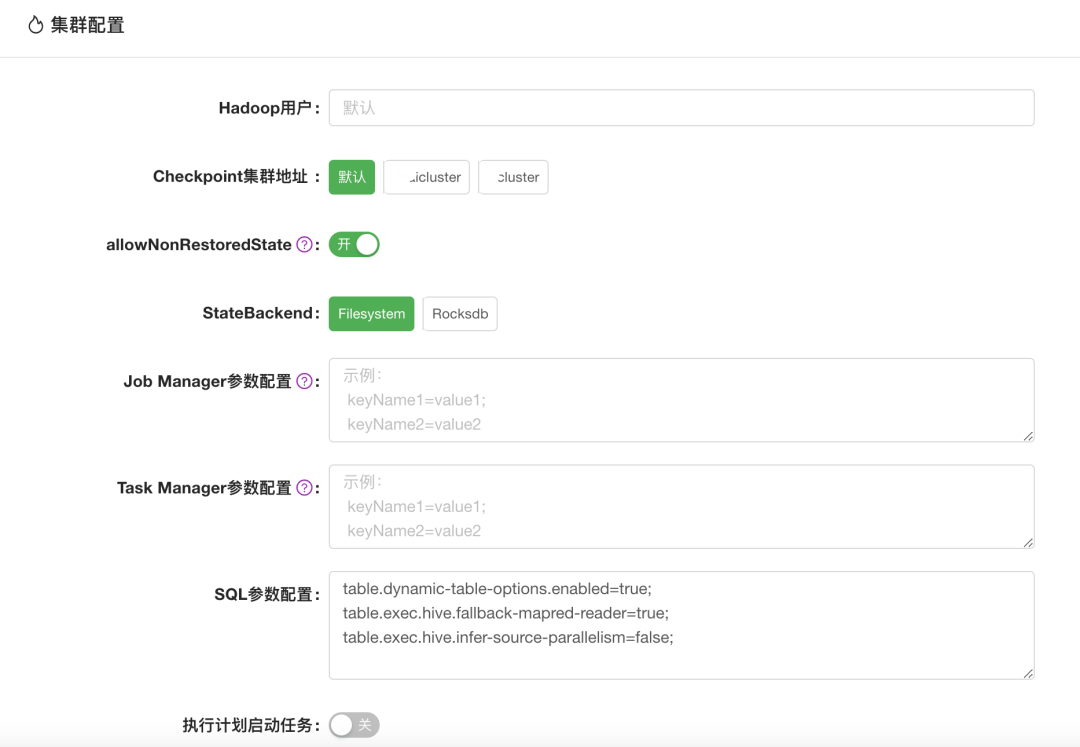 集群配置
Hadoop用户:
默认
Checkpoint集群地址 :
默认
cluster
allowNonRestoredState ? :
开
StateBackend:
Filesystem Rocksdb
Job Manager参数配置 ? :
示例:
keyName1=value1;
keyName2=value2
Task Manager参数配置 ? :
示例:
keyName1=value1;
keyName2=value2
SQL参数配置:
table.dynamic-table-options.enabled=true;
table.exec.hive.fallback-mapred-reader=true;
table.exec.hive.infer-source-parallelism=false;
执行计划启动任务:
关